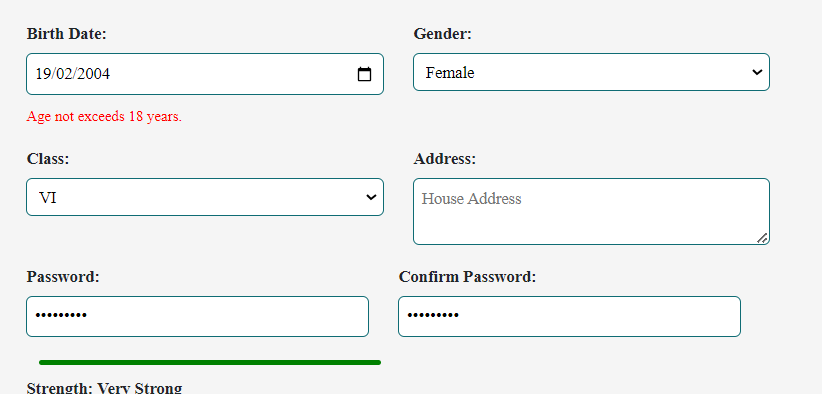 Birth Date:
Gender:
19/02/2004
Female
Age not exceeds 18 years.
Class:
Address:
VI
House Address
Password:
Confirm Password:
•••••••••
•••••••••
Strength: Very Strong